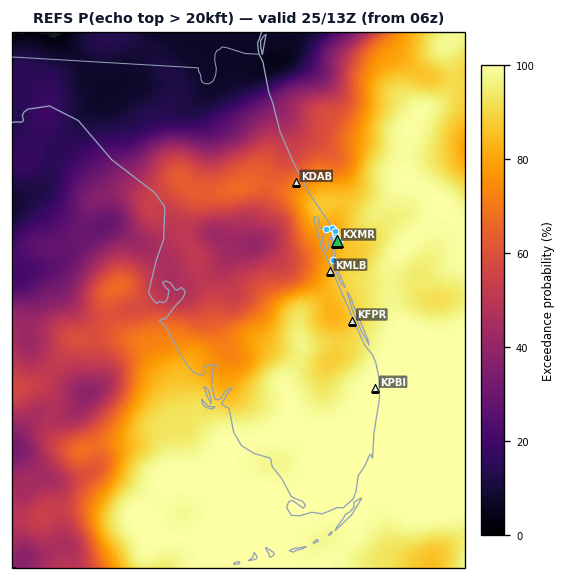 REFS P(echo top > 20kft) — valid 25/13Z (from 06z)
KDAB
KXMR
KMLB
KFPR
KPBI
100
80
60
40
20
0
Exceedance probability (%)